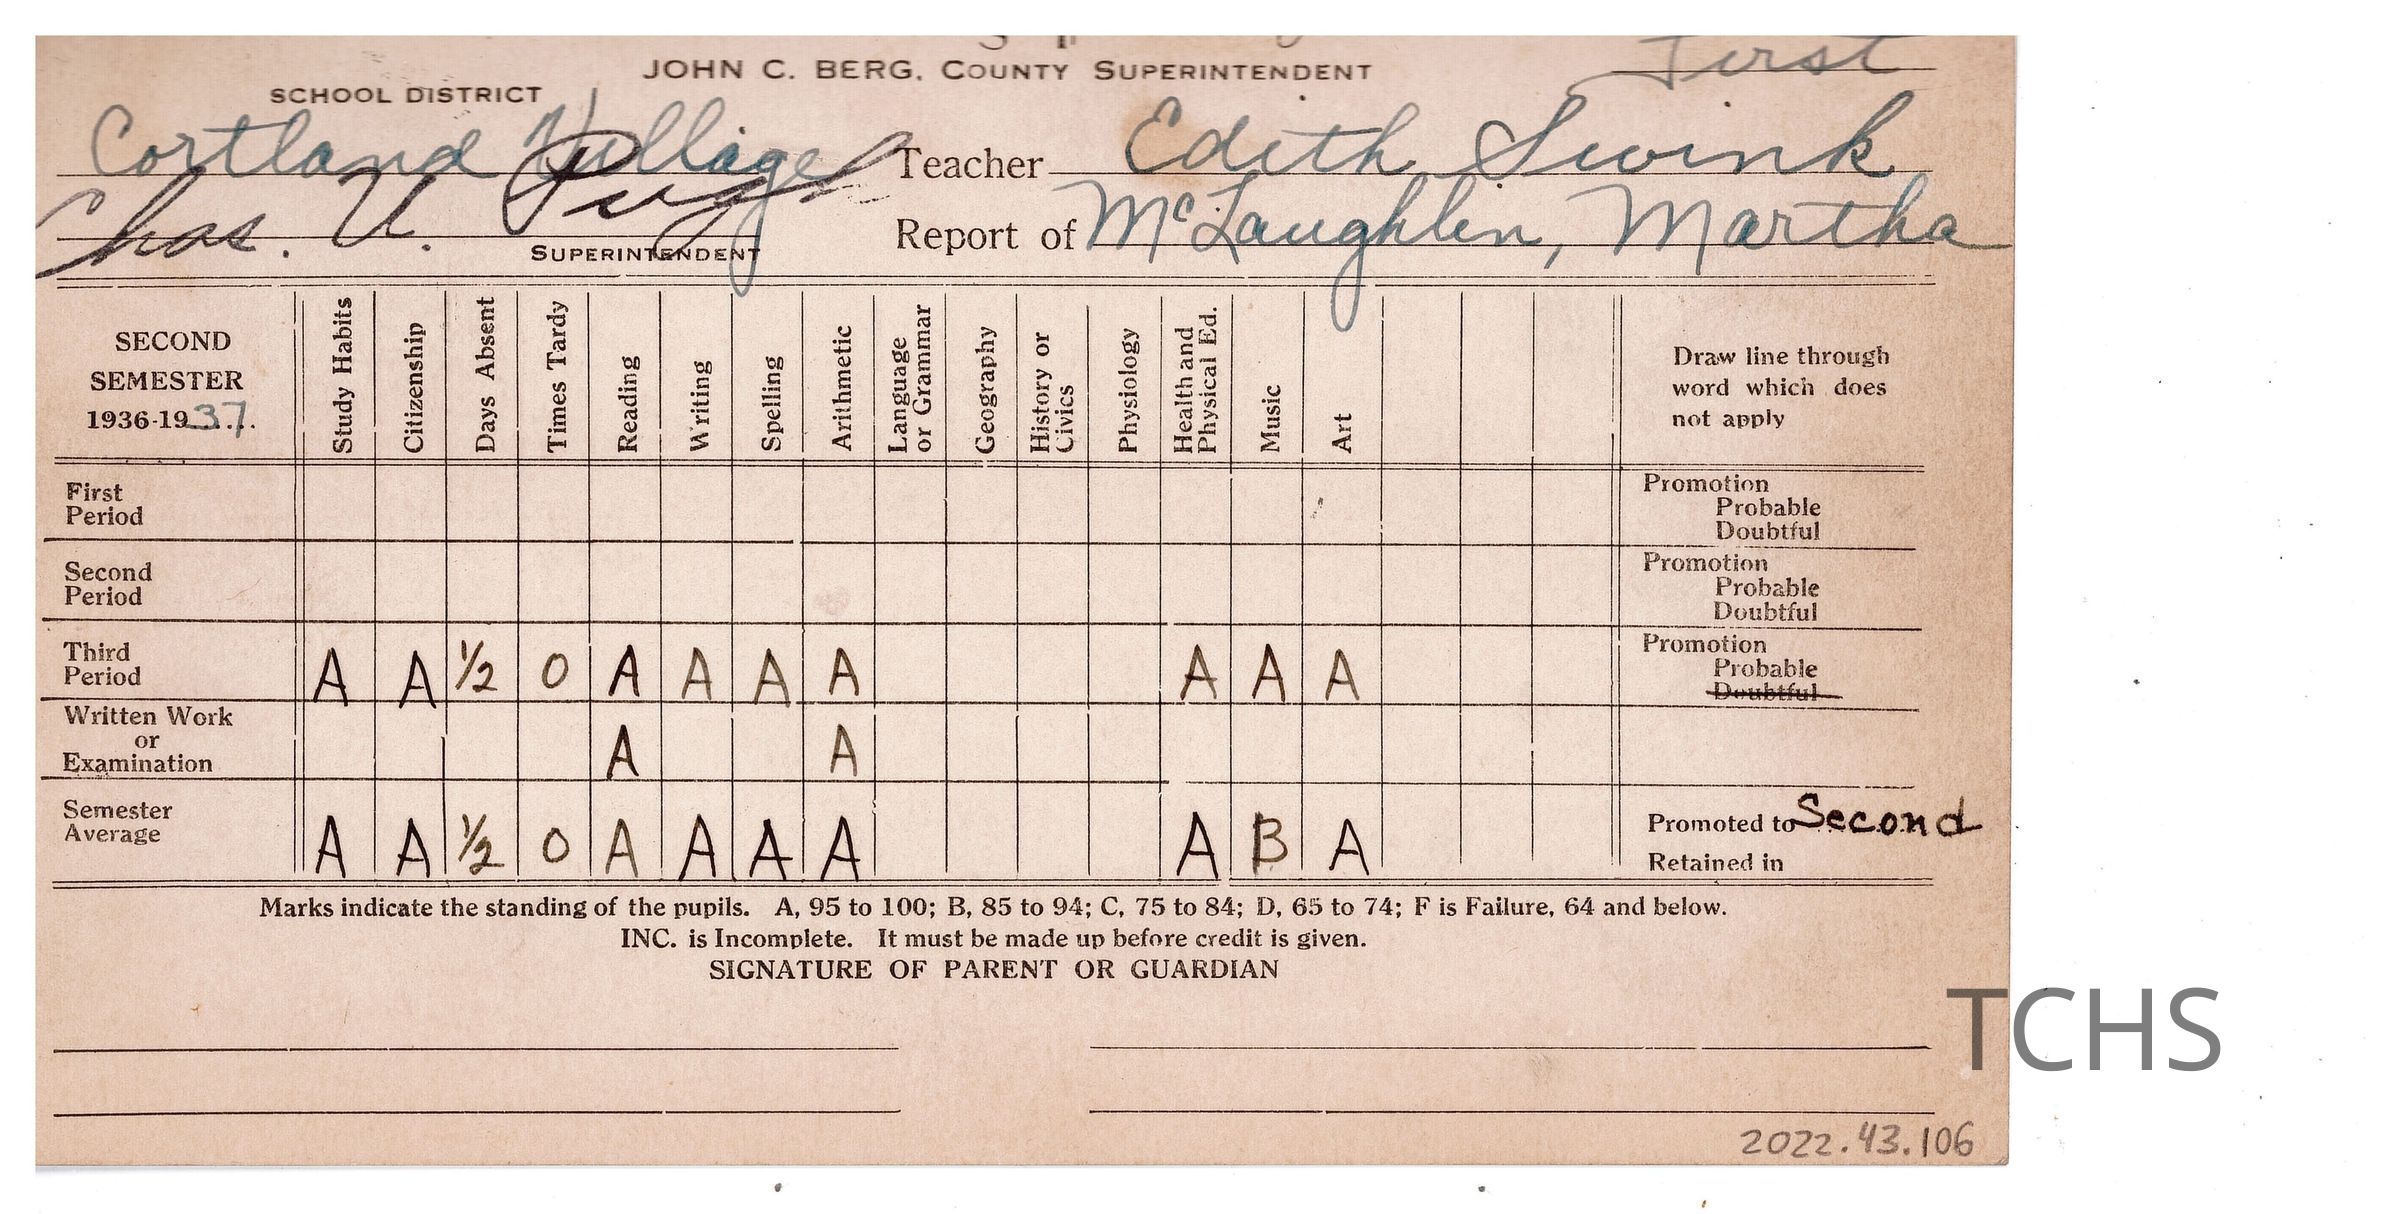 JOHN C. BERG, COUNTY SUPERINTENDENT
First
SCHOOL DISTRICT
Cortland Village
Teacher Edith Swink
Chas. U.
SUPERINTENDENT
Report of McLaughlin, Martha
SECOND SEMESTER 1936-1937
Study Habits
Citizenship
Days Absent
Times Tardy
Reading
Writing
Spelling
Arithmetic
Language or Grammar
Geography
History or Civics
Physiology
Health and Physical Ed.
Music
Art
Draw line through
word which does
not apply
First Period
Promotion
Probable
Doubtful
Second Period
Promotion
Probable
Doubtful
Third Period A A 1/2 0 A A A A A A A
Promotion
Probable
Doubtful
Written Work or Examination A A
Semester Average A A 1/2 0 A A A A A B A
Promoted to Second
Retained in
Marks indicate the standing of the pupils. A, 95 to 100; B, 85 to 94; C, 75 to 84; D, 65 to 74; F is Failure, 64 and below.
INC. is Incomplete. It must be made up before credit is given.
SIGNATURE OF PARENT OR GUARDIAN
TCHS
2022.43.106